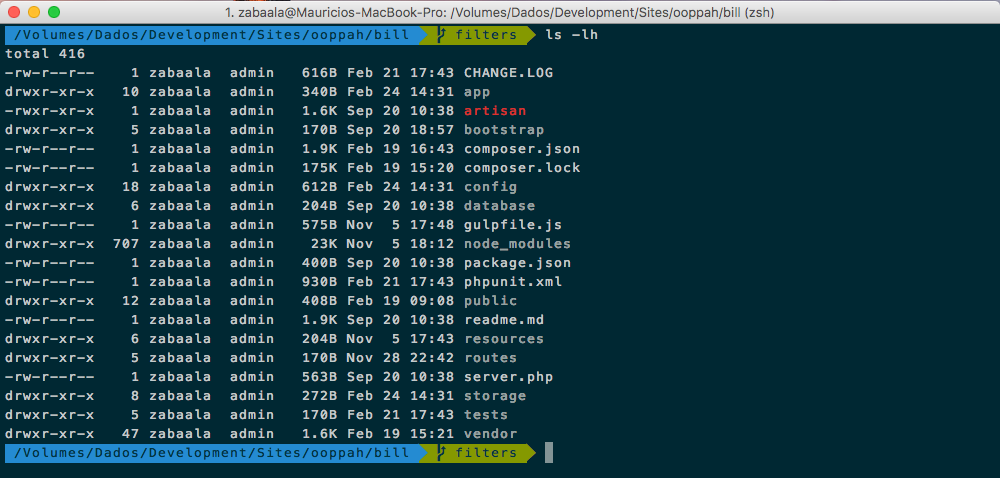 1. zabaala@Mauricios-MacBook-Pro: /Volumes/Dados/Development/Sites/ooppah/bill (zsh)
/Volumes/Dados/Development/Sites/ooppah/bill filters ls -lh
total 416
-rw-r--r-- 1 zabaala admin 616B Feb 21 17:43 CHANGE.LOG
drwxr-xr-x 10 zabaala admin 340B Feb 24 14:31 app
-rwxr-xr-x 1 zabaala admin 1.6K Sep 20 10:38 artisan
drwxr-xr-x 5 zabaala admin 170B Sep 20 18:57 bootstrap
-rw-r--r-- 1 zabaala admin 1.9K Feb 19 16:43 composer.json
-rw-r--r-- 1 zabaala admin 175K Feb 19 15:20 composer.lock
drwxr-xr-x 18 zabaala admin 612B Feb 24 14:31 config
drwxr-xr-x 6 zabaala admin 204B Sep 20 10:38 database
-rw-r--r-- 1 zabaala admin 575B Nov 5 17:48 gulpfile.js
drwxr-xr-x 707 zabaala admin 23K Nov 5 18:12 node_modules
-rw-r--r-- 1 zabaala admin 400B Sep 20 10:38 package.json
-rw-r--r-- 1 zabaala admin 930B Feb 21 17:43 phpunit.xml
drwxr-xr-x 12 zabaala admin 408B Feb 19 09:08 public
-rw-r--r-- 1 zabaala admin 1.9K Sep 20 10:38 readme.md
drwxr-xr-x 6 zabaala admin 204B Nov 5 17:43 resources
drwxr-xr-x 5 zabaala admin 170B Nov 28 22:42 routes
-rw-r--r-- 1 zabaala admin 563B Sep 20 10:38 server.php
drwxr-xr-x 8 zabaala admin 272B Feb 24 14:31 storage
drwxr-xr-x 5 zabaala admin 170B Feb 21 17:43 tests
drwxr-xr-x 47 zabaala admin 1.6K Feb 19 15:21 vendor
/Volumes/Dados/Development/Sites/ooppah/bill filters